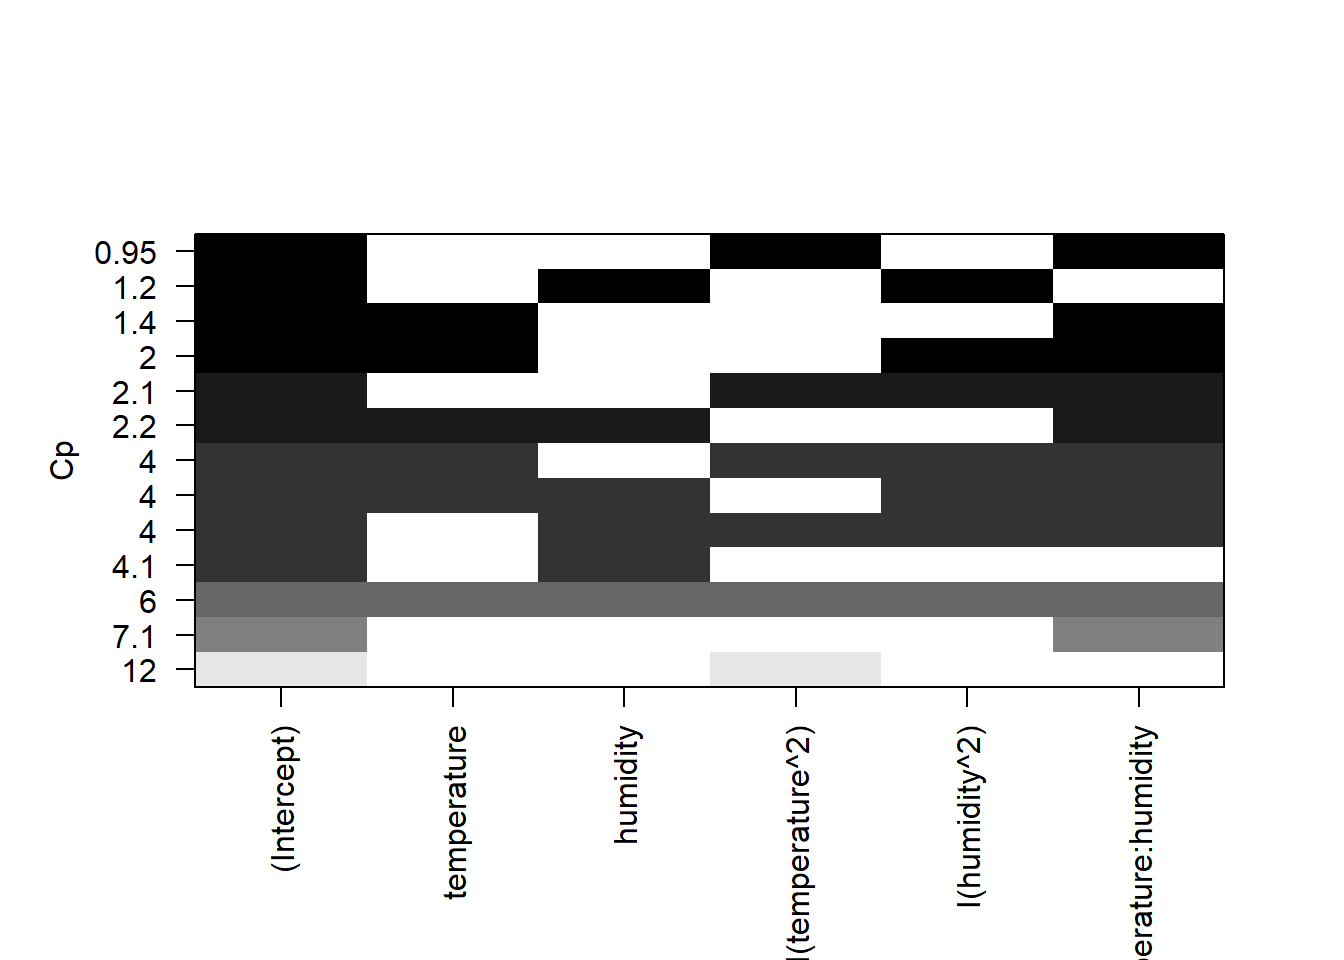 0.95
1.2
1.4
2
2.1
2.2
4
4
4
4.1
6
7.1
12
Cp
(Intercept)
temperature
humidity
I(temperature^2)
I(humidity^2)
perature:humidity